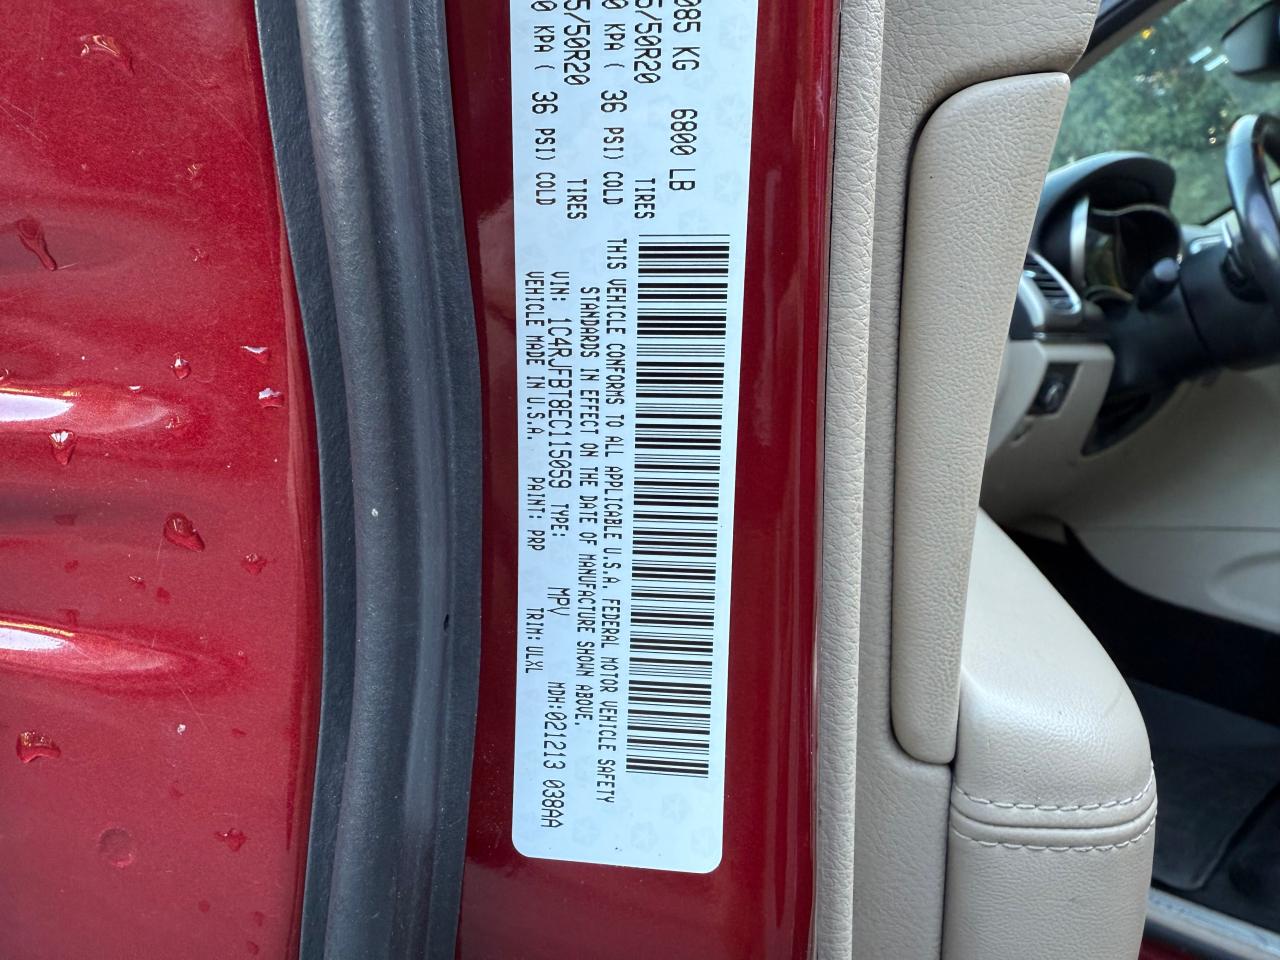 085 KG 6800 LB
5/50R20 TIRES
0 KPA ( 36 PSI) COLD
5/50R20 TIRES
0 KPA ( 36 PSI) COLD
THIS VEHICLE CONFORMS TO ALL APPLICABLE U.S.A. FEDERAL MOTOR VEHICLE SAFETY
STANDARDS IN EFFECT ON THE DATE OF MANUFACTURE SHOWN ABOVE.
VIN: 1C4RJFBT8EC115059 TYPE: MPV MDH:021213 038AA
VEHICLE MADE IN U.S.A. PAINT: PRP TRIM:ULXL